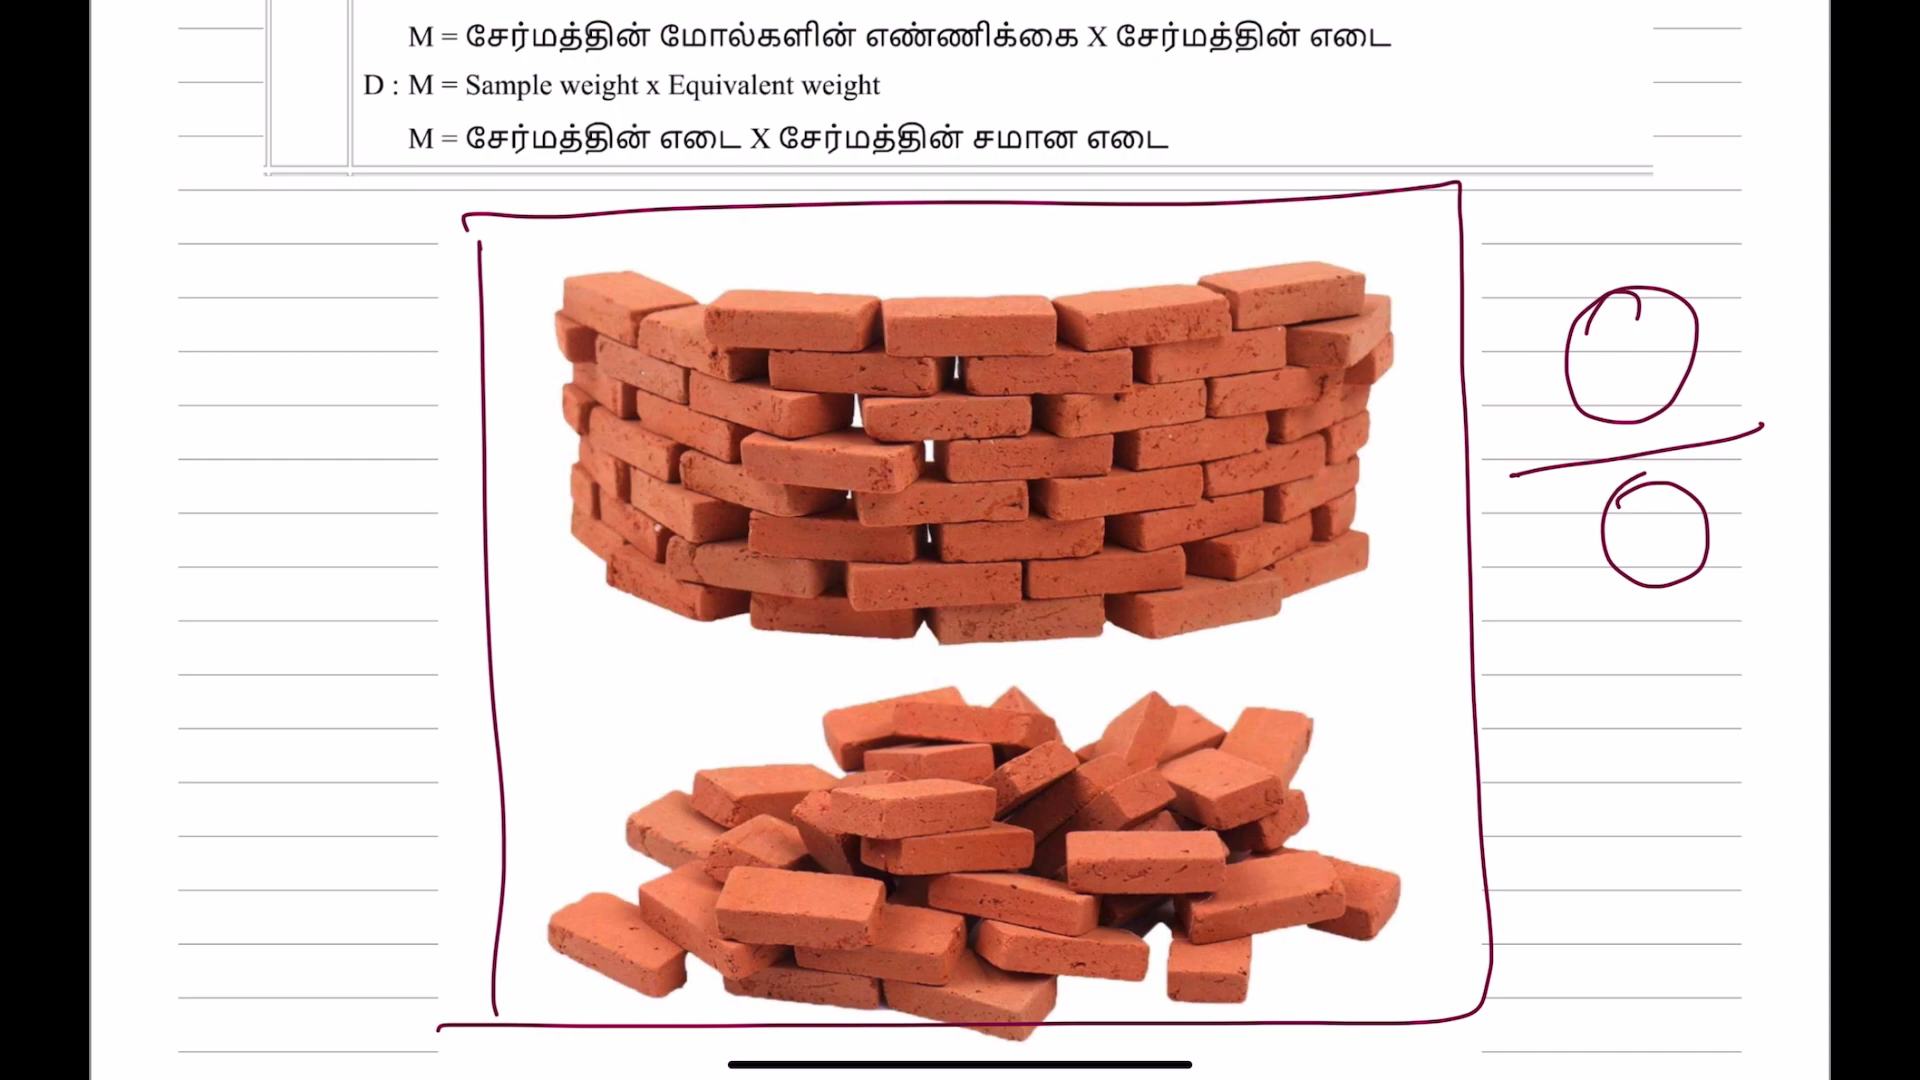 M = சேர்மத்தின் மோல்களின் எண்ணிக்கை X சேர்மத்தின் எடை
D : M = Sample weight x Equivalent weight
M = சேர்மத்தின் எடை X சேர்மத்தின் சமான எடை